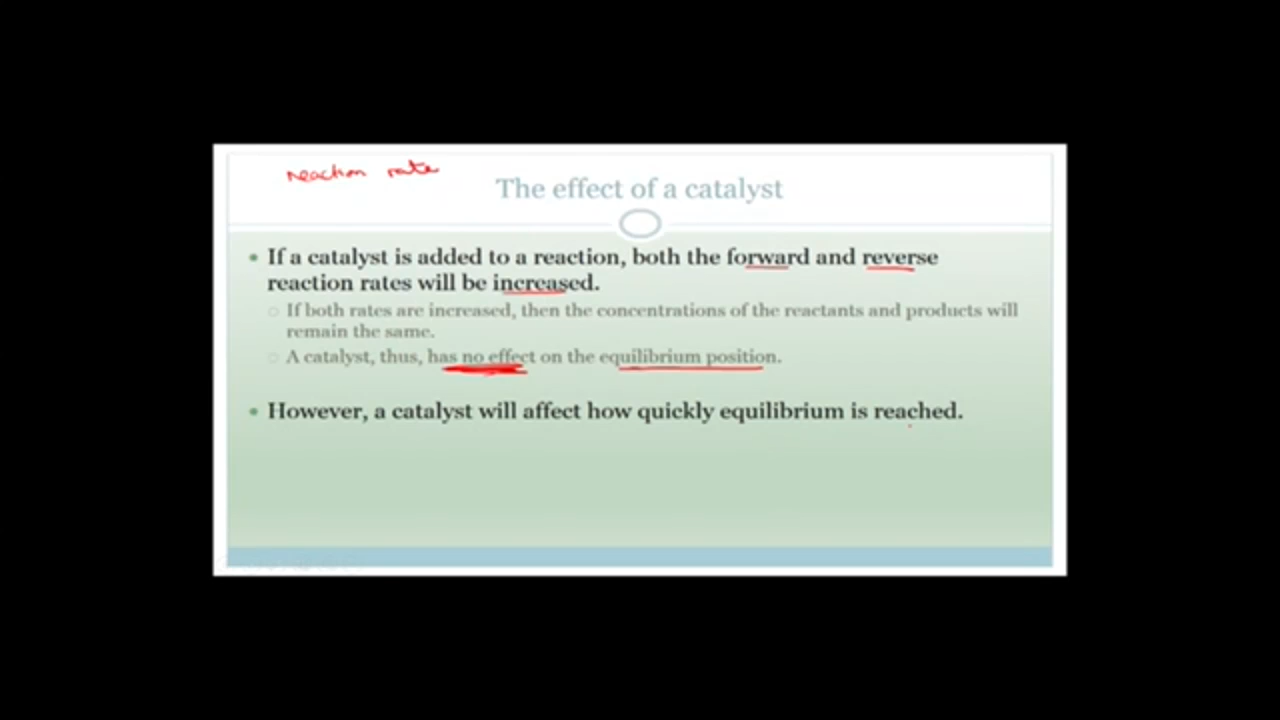 reaction rate
The effect of a catalyst
• If a catalyst is added to a reaction, both the forward and reverse
reaction rates will be increased.
○ If both rates are increased, then the concentrations of the reactants and products will
remain the same.
○ A catalyst, thus, has no effect on the equilibrium position.
• However, a catalyst will affect how quickly equilibrium is reached.